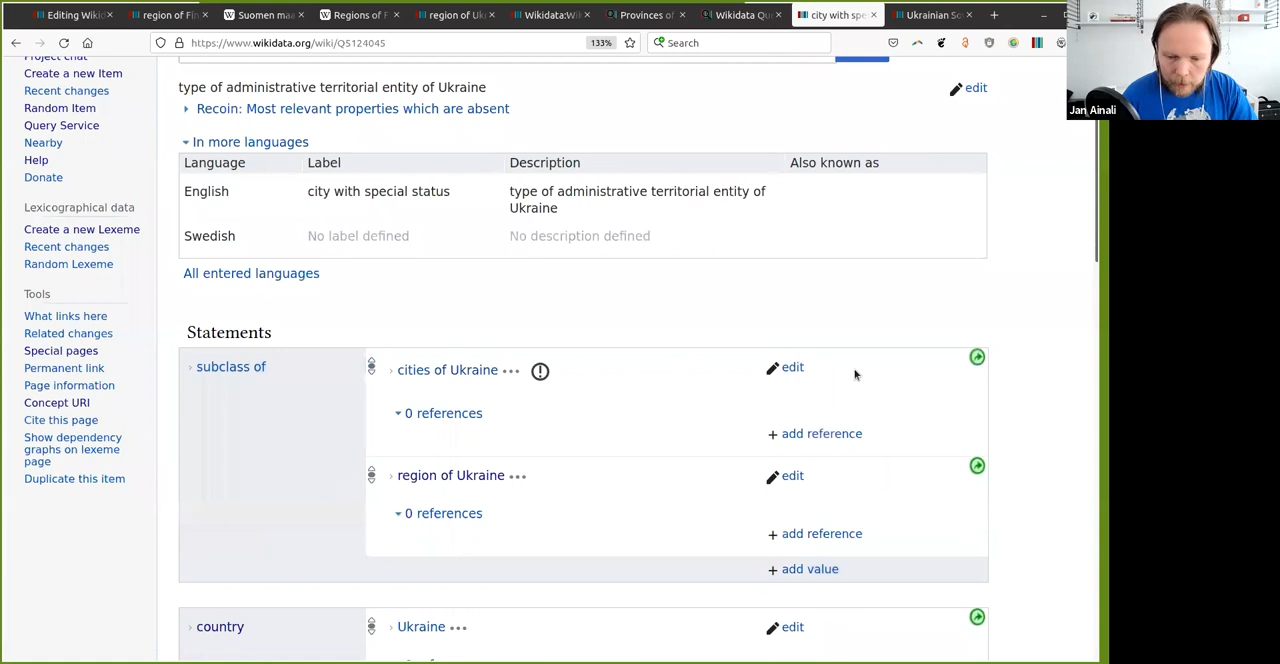 Editing Wiki
region of Fin
Suomen maa
Regions of F
region of Uk
Wikidata:Wi
Provinces of
Wikidata Qu
city with spe
Ukrainian So
https://www.wikidata.org/wiki/Q5124045
133%
Search
Jan Ainali
Project chat
Create a new Item
Recent changes
Random Item
Query Service
Nearby
Help
Donate
Lexicographical data
Create a new Lexeme
Recent changes
Random Lexeme
Tools
What links here
Related changes
Special pages
Permanent link
Page information
Concept URI
Cite this page
Show dependency
graphs on lexeme
page
Duplicate this item
type of administrative territorial entity of Ukraine
edit
Recoin: Most relevant properties which are absent
In more languages
Language Label Description Also known as
English city with special status type of administrative territorial entity of
Ukraine
Swedish No label defined No description defined
All entered languages
Statements
subclass of
cities of Ukraine
edit
0 references
+ add reference
region of Ukraine
edit
0 references
+ add reference
+ add value
country
Ukraine
edit